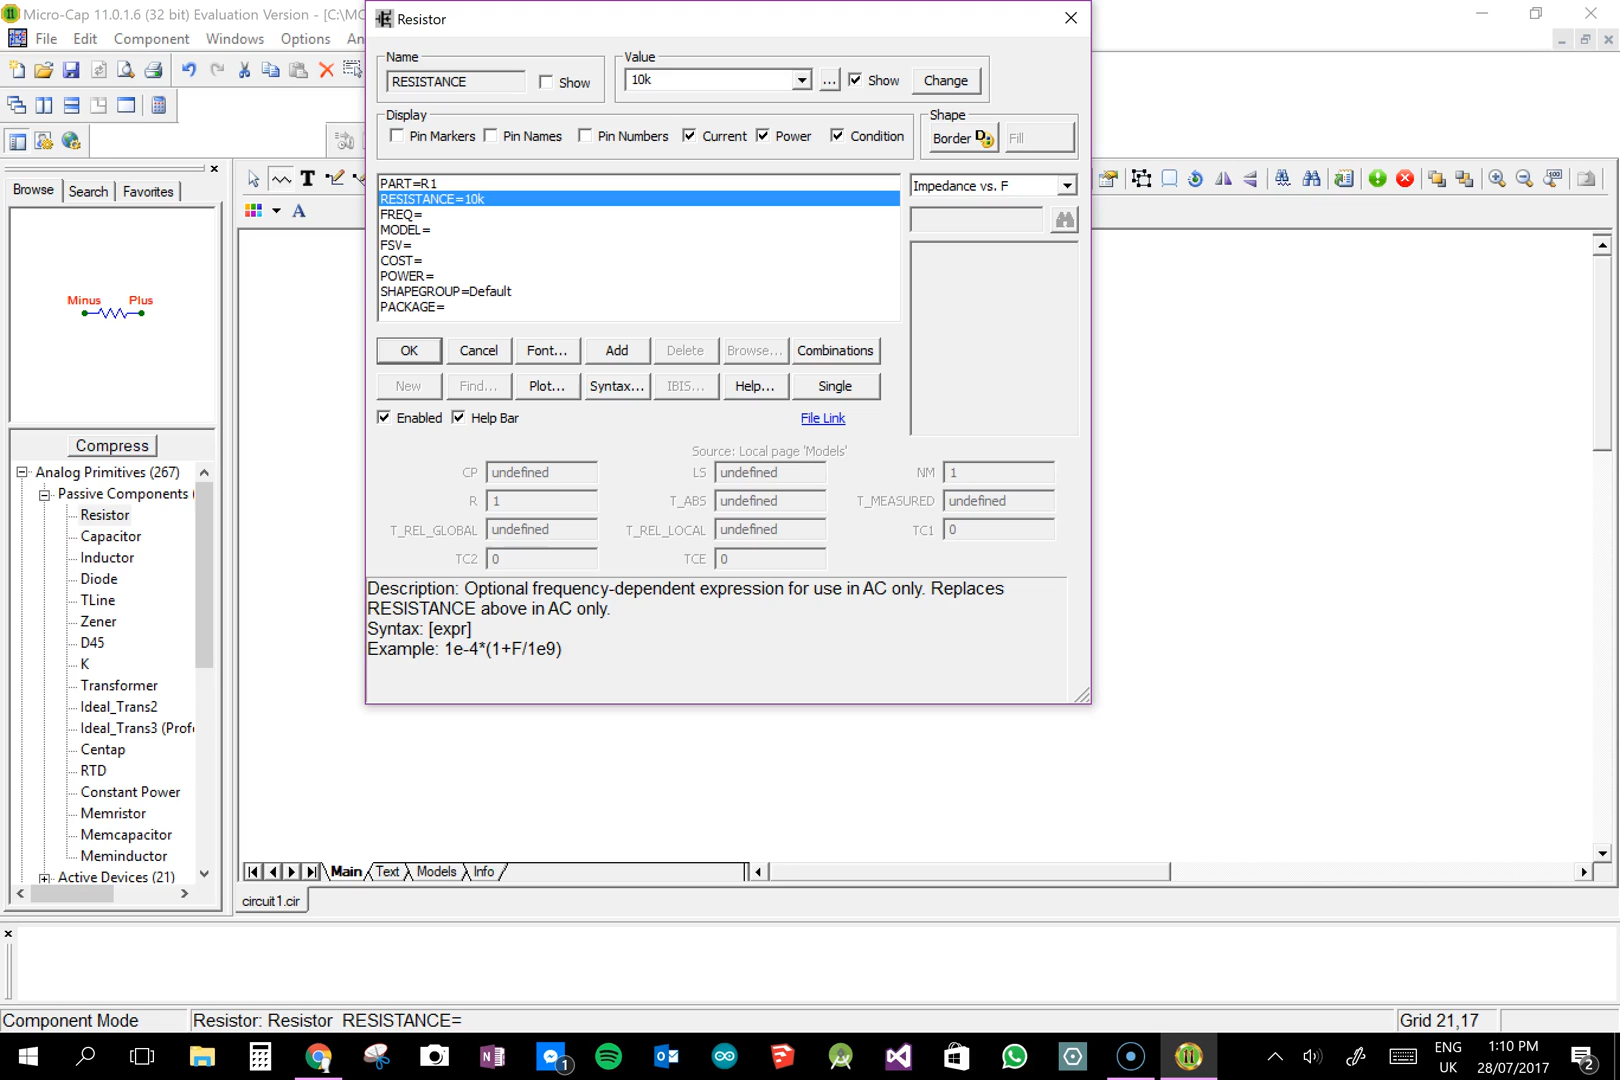 Micro-Cap 11.0.1.6 (32 bit) Evaluation Version - [C:\MC
Resistor
File Edit Component Windows Options An
Name
RESISTANCE
Show
Value
10k
...
Show
Change
Display
Pin Markers
Pin Names
Pin Numbers
Current
Power
Condition
Shape
Border
Fill
Browse
Search
Favorites
T
A
Minus Plus
PART=R1
RESISTANCE=10k
FREQ=
MODEL=
FSV=
COST=
POWER=
SHAPEGROUP=Default
PACKAGE=
Impedance vs. F
OK
Cancel
Font...
Add
Delete
Browse...
Combinations
New
Find...
Plot...
Syntax...
IBIS...
Help...
Single
Enabled
Help Bar
File Link
Source: Local page 'Models'
CP undefined
LS undefined
NM 1
R 1
T_ABS undefined
T_MEASURED undefined
T_REL_GLOBAL undefined
T_REL_LOCAL undefined
TC1 0
TC2 0
TCE 0
Description: Optional frequency-dependent expression for use in AC only. Replaces
RESISTANCE above in AC only.
Syntax: [expr]
Example: 1e-4*(1+F/1e9)
Compress
Analog Primitives (267)
Passive Components (
Resistor
Capacitor
Inductor
Diode
TLine
Zener
D45
K
Transformer
Ideal_Trans2
Ideal_Trans3 (Prof
Centap
RTD
Constant Power
Memristor
Memcapacitor
Meminductor
Active Devices (21)
Main
Text
Models
Info
circuit1.cir
Component Mode
Resistor: Resistor RESISTANCE=
Grid 21,17
1
ENG
UK
1:10 PM
28/07/2017
2